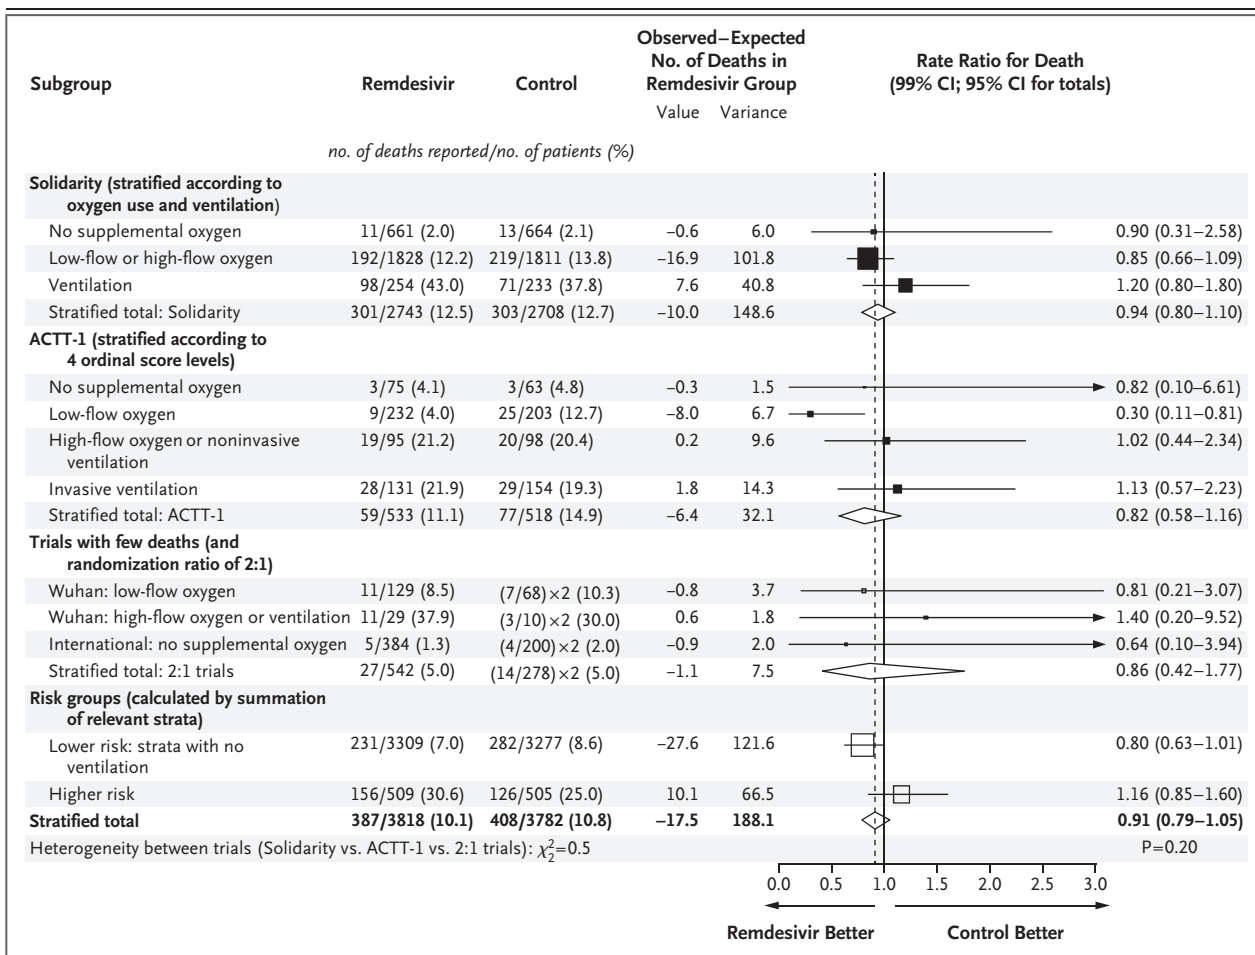 Observed–Expected
No. of Deaths in
Remdesivir Group
Rate Ratio for Death
(99% CI; 95% CI for totals)
Subgroup Remdesivir Control
Value Variance
no. of deaths reported/no. of patients (%)
Solidarity (stratified according to
oxygen use and ventilation)
No supplemental oxygen 11/661 (2.0) 13/664 (2.1) –0.6 6.0 0.90 (0.31–2.58)
Low-flow or high-flow oxygen 192/1828 (12.2) 219/1811 (13.8) –16.9 101.8 0.85 (0.66–1.09)
Ventilation 98/254 (43.0) 71/233 (37.8) 7.6 40.8 1.20 (0.80–1.80)
Stratified total: Solidarity 301/2743 (12.5) 303/2708 (12.7) –10.0 148.6 0.94 (0.80–1.10)
ACTT-1 (stratified according to
4 ordinal score levels)
No supplemental oxygen 3/75 (4.1) 3/63 (4.8) –0.3 1.5 0.82 (0.10–6.61)
Low-flow oxygen 9/232 (4.0) 25/203 (12.7) –8.0 6.7 0.30 (0.11–0.81)
High-flow oxygen or noninvasive 19/95 (21.2) 20/98 (20.4) 0.2 9.6 1.02 (0.44–2.34)
ventilation
Invasive ventilation 28/131 (21.9) 29/154 (19.3) 1.8 14.3 1.13 (0.57–2.23)
Stratified total: ACTT-1 59/533 (11.1) 77/518 (14.9) –6.4 32.1 0.82 (0.58–1.16)
Trials with few deaths (and
randomization ratio of 2:1)
Wuhan: low-flow oxygen 11/129 (8.5) (7/68)×2 (10.3) –0.8 3.7 0.81 (0.21–3.07)
Wuhan: high-flow oxygen or ventilation 11/29 (37.9) (3/10)×2 (30.0) 0.6 1.8 1.40 (0.20–9.52)
International: no supplemental oxygen 5/384 (1.3) (4/200)×2 (2.0) –0.9 2.0 0.64 (0.10–3.94)
Stratified total: 2:1 trials 27/542 (5.0) (14/278)×2 (5.0) –1.1 7.5 0.86 (0.42–1.77)
Risk groups (calculated by summation
of relevant strata)
Lower risk: strata with no 231/3309 (7.0) 282/3277 (8.6) –27.6 121.6 0.80 (0.63–1.01)
ventilation
Higher risk 156/509 (30.6) 126/505 (25.0) 10.1 66.5 1.16 (0.85–1.60)
Stratified total 387/3818 (10.1) 408/3782 (10.8) –17.5 188.1 0.91 (0.79–1.05)
Heterogeneity between trials (Solidarity vs. ACTT-1 vs. 2:1 trials): χ²₂=0.5 P=0.20
0.0 0.5 1.0 1.5 2.0 2.5 3.0
Remdesivir Better Control Better